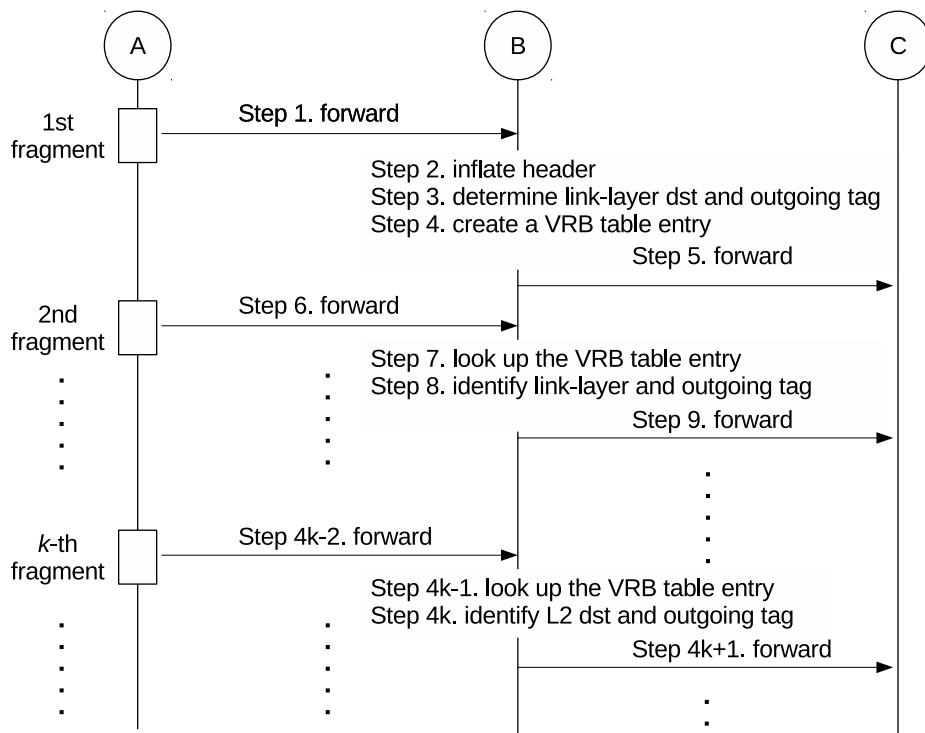 A
B
C
1st
fragment
Step 1. forward
Step 2. inflate header
Step 3. determine link-layer dst and outgoing tag
Step 4. create a VRB table entry
Step 5. forward
2nd
fragment
Step 6. forward
Step 7. look up the VRB table entry
Step 8. identify link-layer and outgoing tag
Step 9. forward
k-th
fragment
Step 4k-2. forward
Step 4k-1. look up the VRB table entry
Step 4k. identify L2 dst and outgoing tag
Step 4k+1. forward